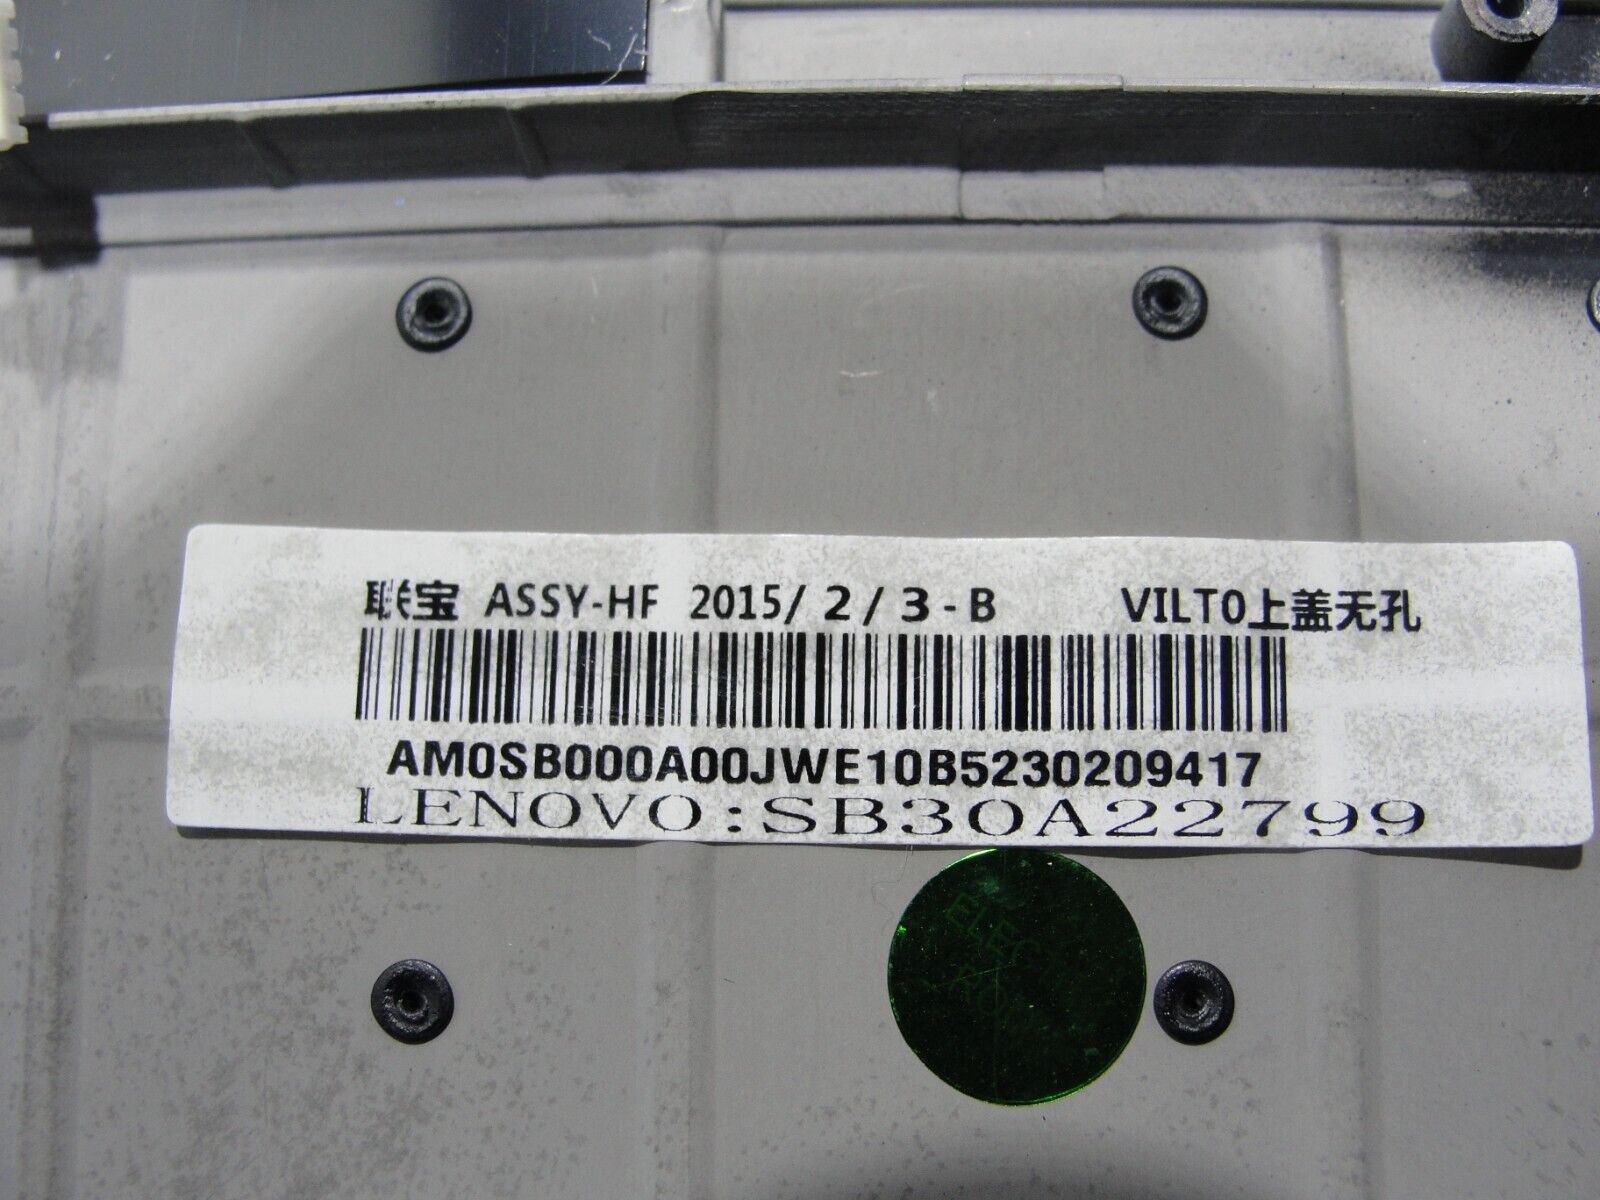 联宝 ASSY-HF 2015/ 2 / 3 - B VILT0上盖无孔
AM0SB000A00JWE10B5230209417
LENOVO:SB30A22799
ELEC